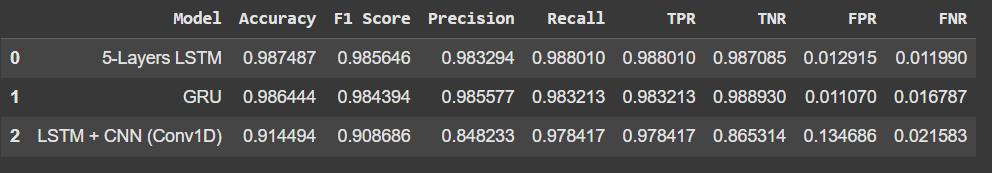 Model Accuracy F1 Score Precision Recall TPR TNR FPR FNR
0 5-Layers LSTM 0.987487 0.985646 0.983294 0.988010 0.988010 0.987085 0.012915 0.011990
1 GRU 0.986444 0.984394 0.985577 0.983213 0.983213 0.988930 0.011070 0.016787
2 LSTM + CNN (Conv1D) 0.914494 0.908686 0.848233 0.978417 0.978417 0.865314 0.134686 0.021583